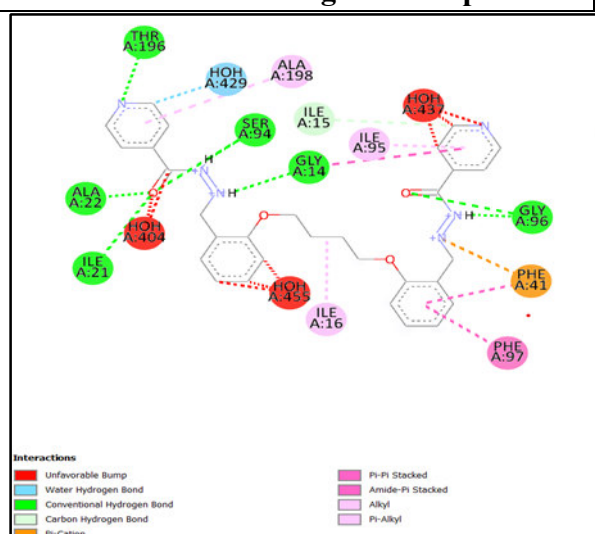 THR
A:196
HOH
A:429
ALA
A:198
SER
A:94
ILE
A:15
HOH
A:437
N
ILE
A:95
N
GLY
A:14
H
N
N
H
ALA
A:22
O
O
N
H
GLY
A:96
HOH
A:404
N
ILE
A:21
O
O
PHE
A:41
HOH
A:455
ILE
A:16
PHE
A:97
Interactions
Unfavorable Bump
Water Hydrogen Bond
Conventional Hydrogen Bond
Carbon Hydrogen Bond
Pi-Cation
Pi-Pi Stacked
Amide-Pi Stacked
Alkyl
Pi-Alkyl